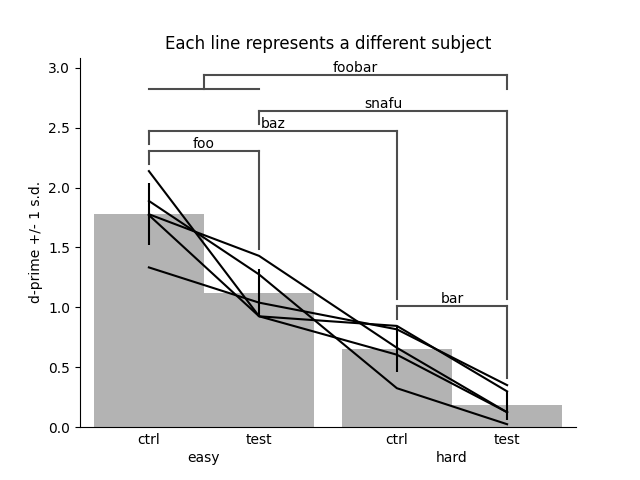 Each line represents a different subject
3.0
2.5
2.0
1.5
1.0
0.5
0.0
d-prime +/- 1 s.d.
foobar
snafu
baz
foo
bar
ctrl test ctrl test
easy hard